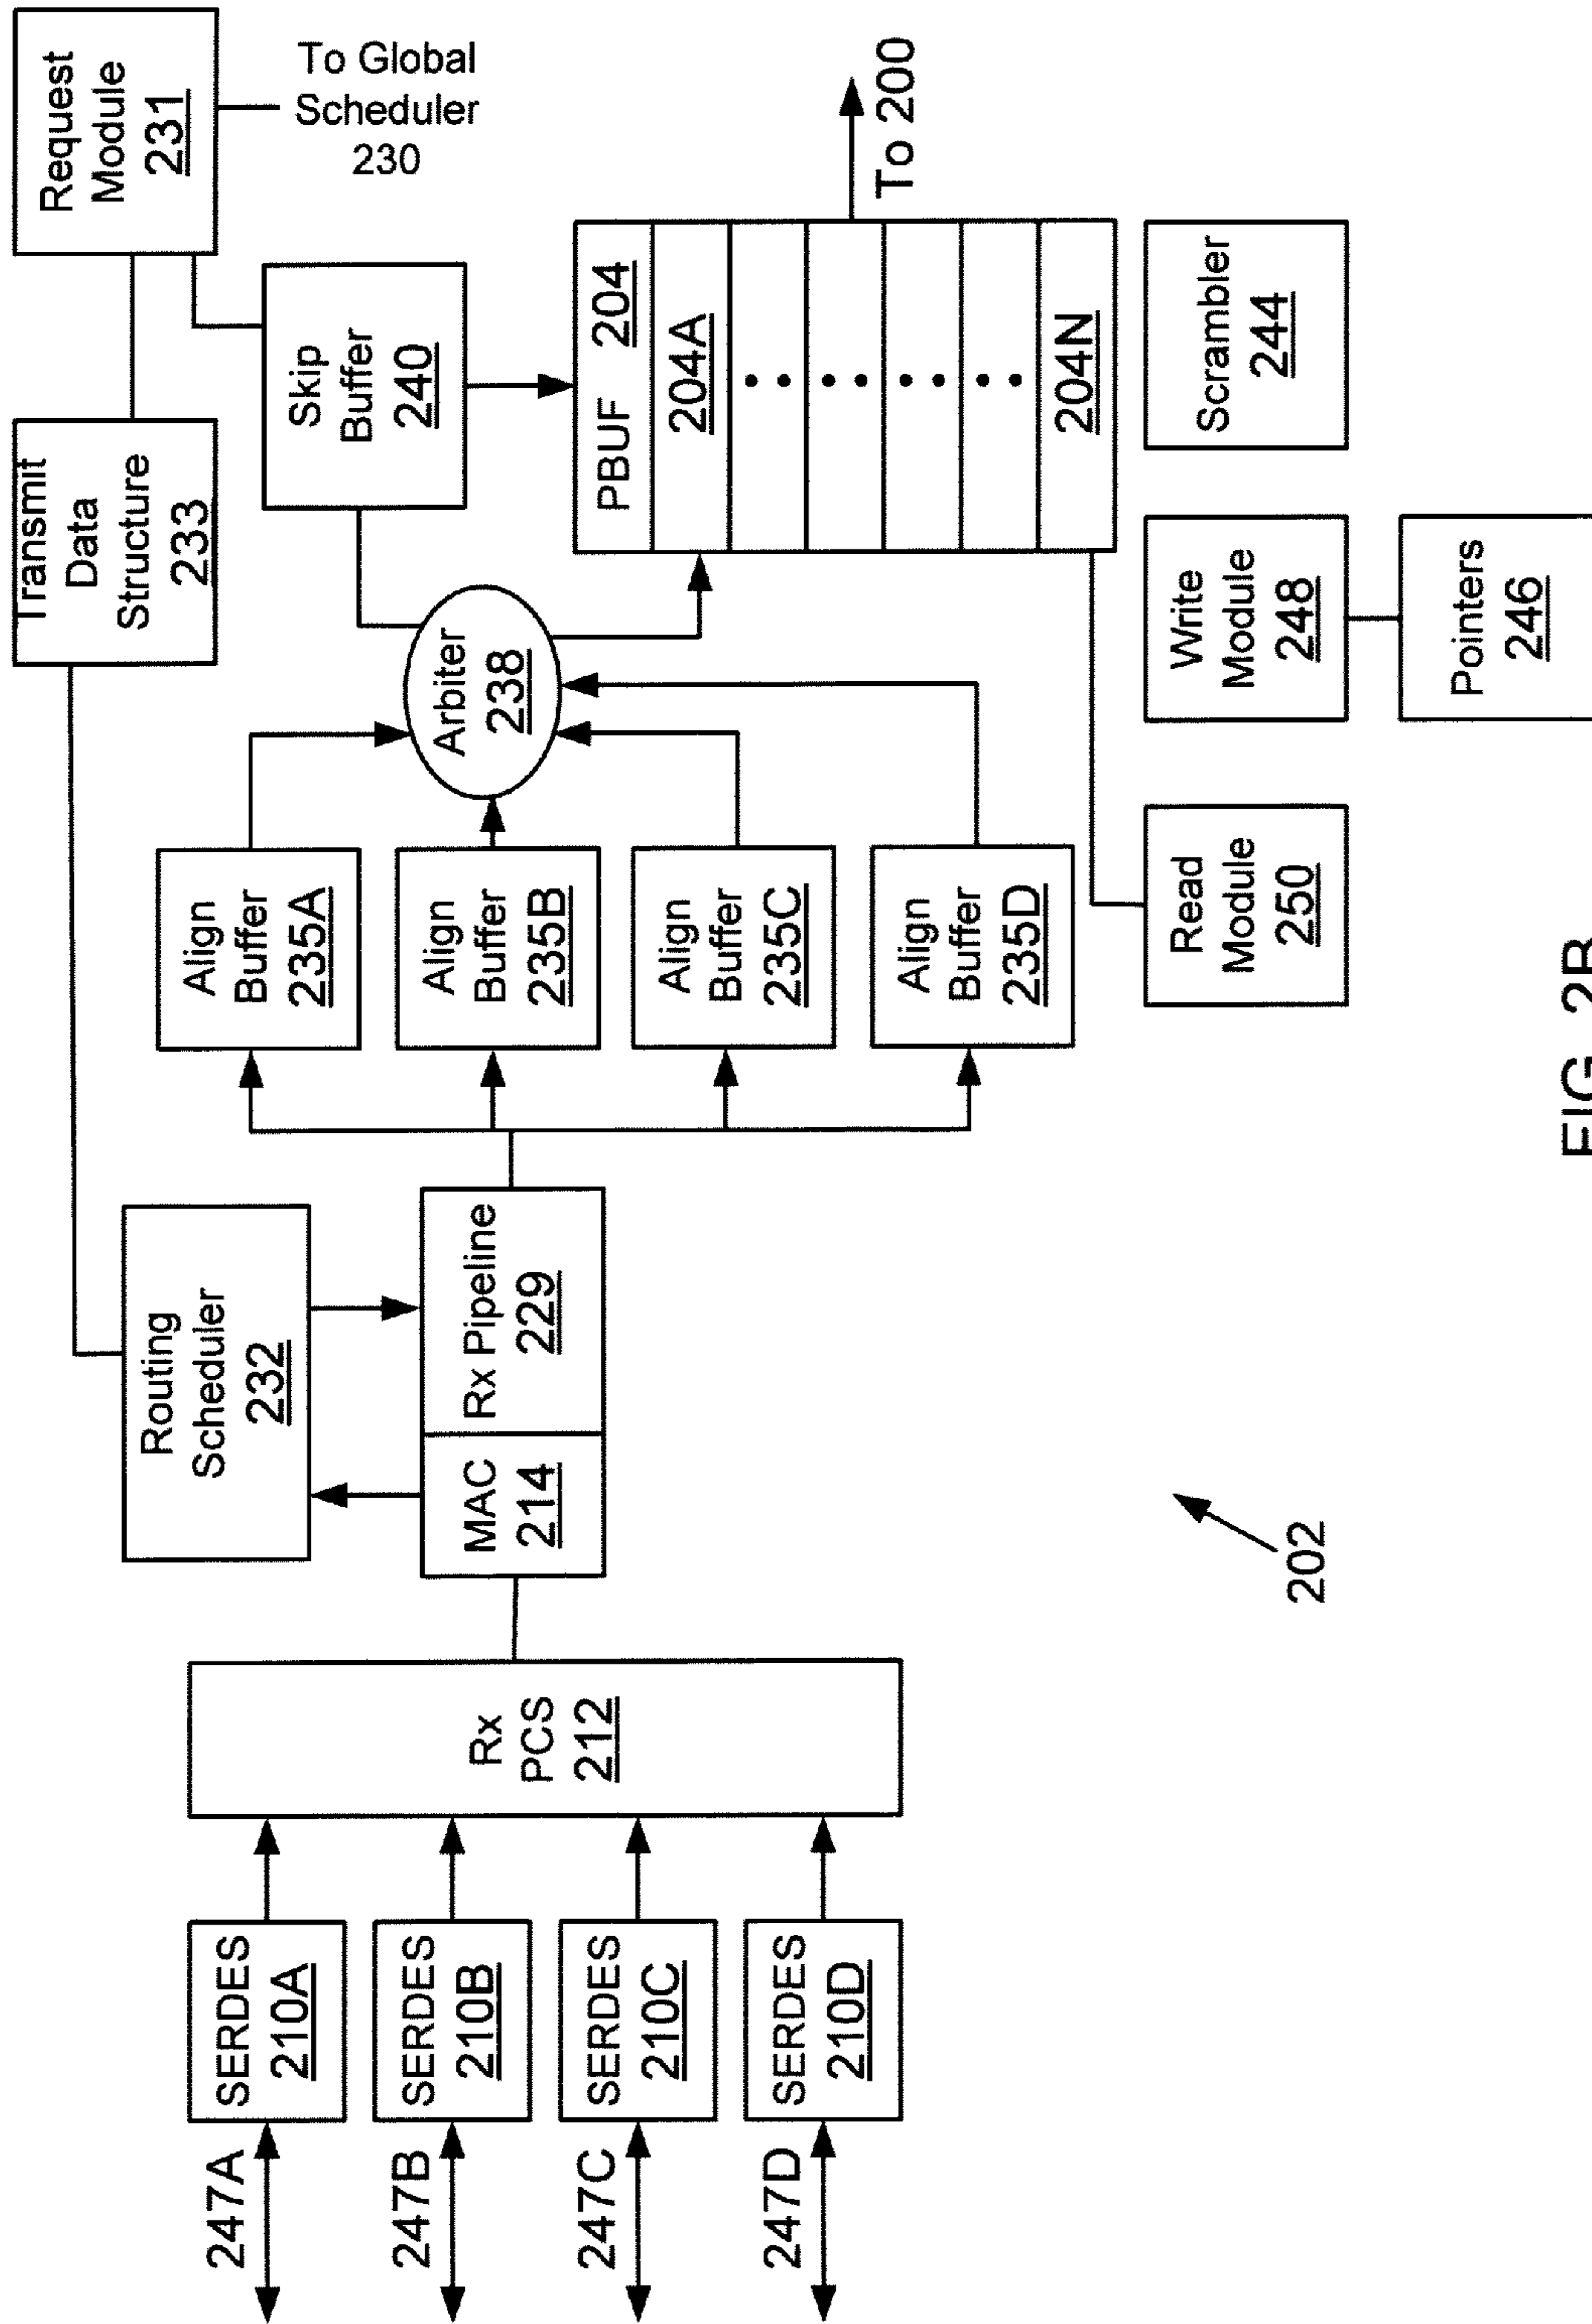 247A
247B
247C
247D
SERDES
210A
SERDES
210B
SERDES
210C
SERDES
210D
Rx
PCS
212
Routing
Scheduler
232
MAC
214
Rx Pipeline
229
Align
Buffer
235A
Align
Buffer
235B
Align
Buffer
235C
Align
Buffer
235D
Arbiter
238
Transmit
Data
Structure
233
Request
Module
231
To Global
Scheduler
230
Skip
Buffer
240
PBUF 204
204A
204N
To 200
Read
Module
250
Write
Module
248
Pointers
246
Scrambler
244
202
FIG. 2B